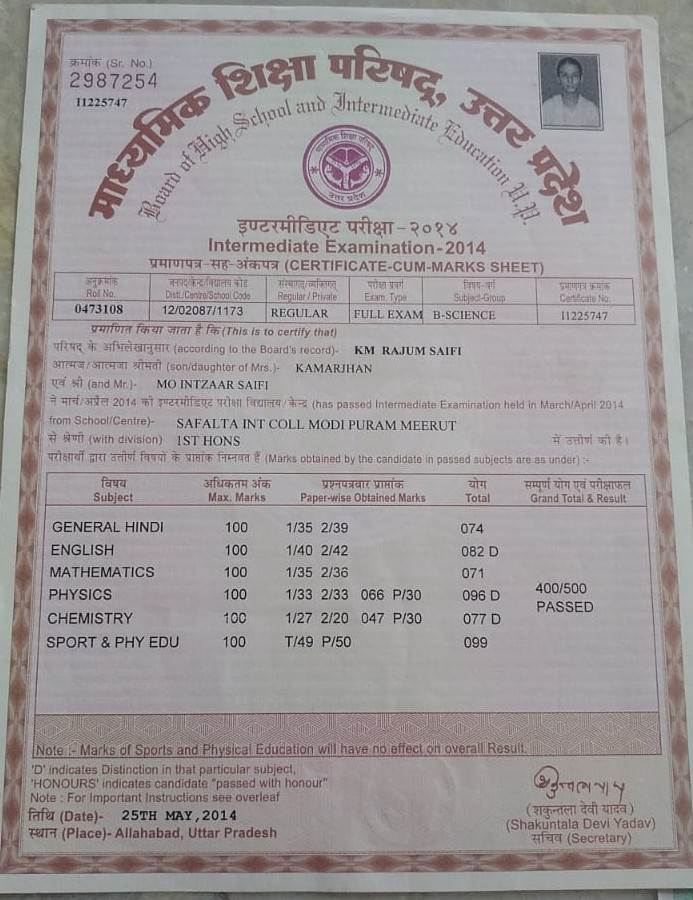 क्रमांक (Sr. No.)
2987254
I1225747
माध्यमिक शिक्षा परिषद्, उत्तर प्रदेश
Board of High School and Intermediate Education U.P.
माध्यमिक शिक्षा परिषद
उत्तर प्रदेश
इण्टरमीडिएट परीक्षा-२०१४
Intermediate Examination-2014
प्रमाणपत्र-सह-अंकपत्र (CERTIFICATE-CUM-MARKS SHEET)
अनुक्रमांक जनपद/केन्द्र/विद्यालय कोड संस्थागत/व्यक्तिगत परीक्षा प्रवर्ग विषय-वर्ग प्रमाणपत्र क्रमांक
Roll No. Distt./Centre/School Code Regular / Private Exam. Type Subject-Group Certificate No.
0473108 12/02087/1173 REGULAR FULL EXAM B-SCIENCE I1225747
प्रमाणित किया जाता है कि (This is to certify that)
परिषद् के अभिलेखानुसार (according to the Board's record)- KM RAJUM SAIFI
आत्मज/आत्मजा श्रीमती (son/daughter of Mrs.)- KAMARJHAN
एवं श्री (and Mr.)- MO INTZAAR SAIFI
ने मार्च/अप्रैल 2014 की इण्टरमीडिएट परीक्षा विद्यालय/केन्द्र (has passed Intermediate Examination held in March/April 2014
from School/Centre)- SAFALTA INT COLL MODI PURAM MEERUT
से श्रेणी (with division) 1ST HONS में उत्तीर्ण की है।
परीक्षार्थी द्वारा उत्तीर्ण विषयों के प्राप्तांक निम्नवत हैं (Marks obtained by the candidate in passed subjects are as under) :-
विषय अधिकतम अंक प्रश्नपत्रवार प्राप्तांक योग सम्पूर्ण योग एवं परीक्षाफल
Subject Max. Marks Paper-wise Obtained Marks Total Grand Total & Result
GENERAL HINDI 100 1/35 2/39 074
ENGLISH 100 1/40 2/42 082 D
MATHEMATICS 100 1/35 2/36 071
PHYSICS 100 1/33 2/33 066 P/30 096 D 400/500
CHEMISTRY 100 1/27 2/20 047 P/30 077 D PASSED
SPORT & PHY EDU 100 T/49 P/50 099
Note :- Marks of Sports and Physical Education will have no effect on overall Result.
'D' indicates Distinction in that particular subject,
'HONOURS' indicates candidate "passed with honour"
Note : For Important Instructions see overleaf
तिथि (Date)- 25TH MAY,2014
स्थान (Place)- Allahabad, Uttar Pradesh
(शकुन्तला देवी यादव)
(Shakuntala Devi Yadav)
सचिव (Secretary)